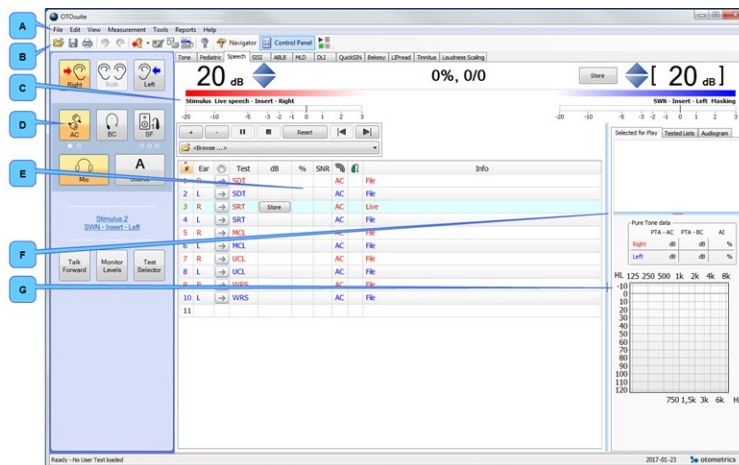 OTOsuite
A
File Edit View Measurement Tools Reports Help
B
Navigator Control Panel
Right Both Left
Tone Pediatric Speech SISI ABLB MLD DLI QuickSIN Bekesy LIPread Tinnitus Loudness Scaling
20 dB 0%, 0/0 Store [ 20 dB ]
C
Stimulus Live speech - Insert - Right SWN - Insert - Left Masking
-20 -10 -5 -3 -2 -1 0 1 2 3 -20 -10 -5 -3 -2 -1 0 1 2 3
D
AC BC SF
+ - Reset
<Browse ...>
Selected for Play Tested Lists Audiogram
Mic A
E
# Ear Test dB % SNR Info
1 R SDT AC File
2 L SDT AC File
3 R SRT Store AC Live
4 L SRT AC File
5 R MCL AC File
6 L MCL AC File
7 R UCL AC File
8 L UCL AC File
9 R WRS AC File
10 L WRS AC File
11
Stimulus 2
SWN - Insert - Left
F
Talk Forward Monitor Levels Test Selector
G
Pure Tone data
PTA - AC PTA - BC AI
Right dB dB %
Left dB dB %
HL 125 250 500 1k 2k 4k 8k
-10
0
10
20
30
40
50
60
70
80
90
100
110
120
750 1,5k 3k 6k
Ready - No User Test loaded 2017-01-23 otometrics